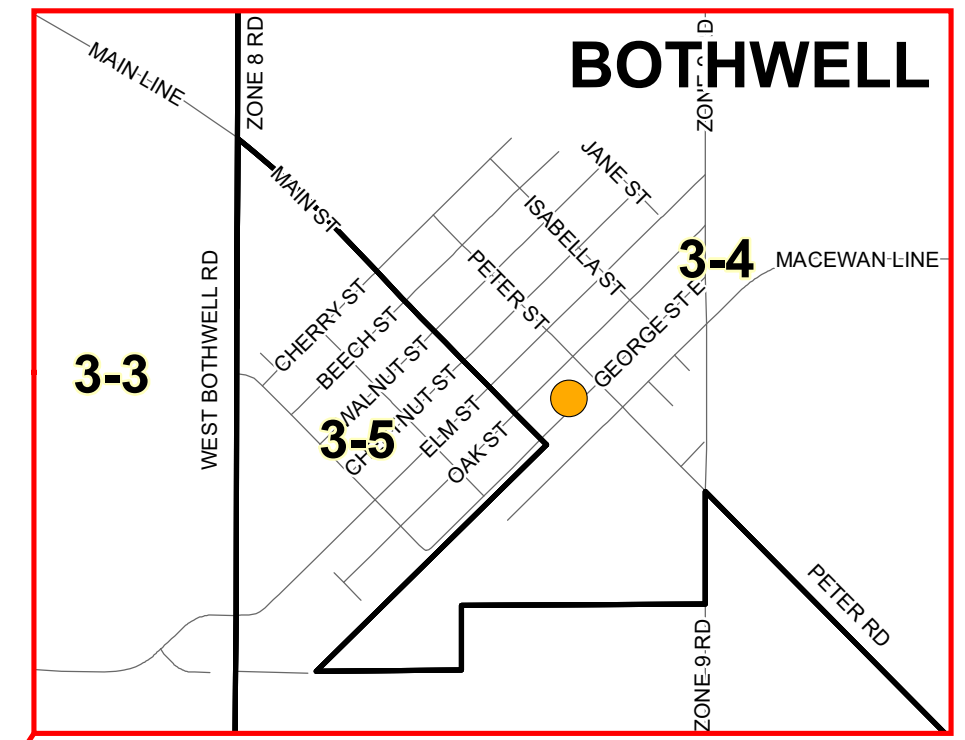 BOTHWELL
MAIN LINE
ZONE 8 RD
MAIN ST
JANE ST
ISABELLA ST
PETER ST
GEORGE ST E
3-4
MACEWAN LINE
WEST BOTHWELL RD
CHERRY ST
BEECH ST
WALNUT ST
3-3
3-5
ELM ST
OAK ST
PETER RD
ZONE 9 RD